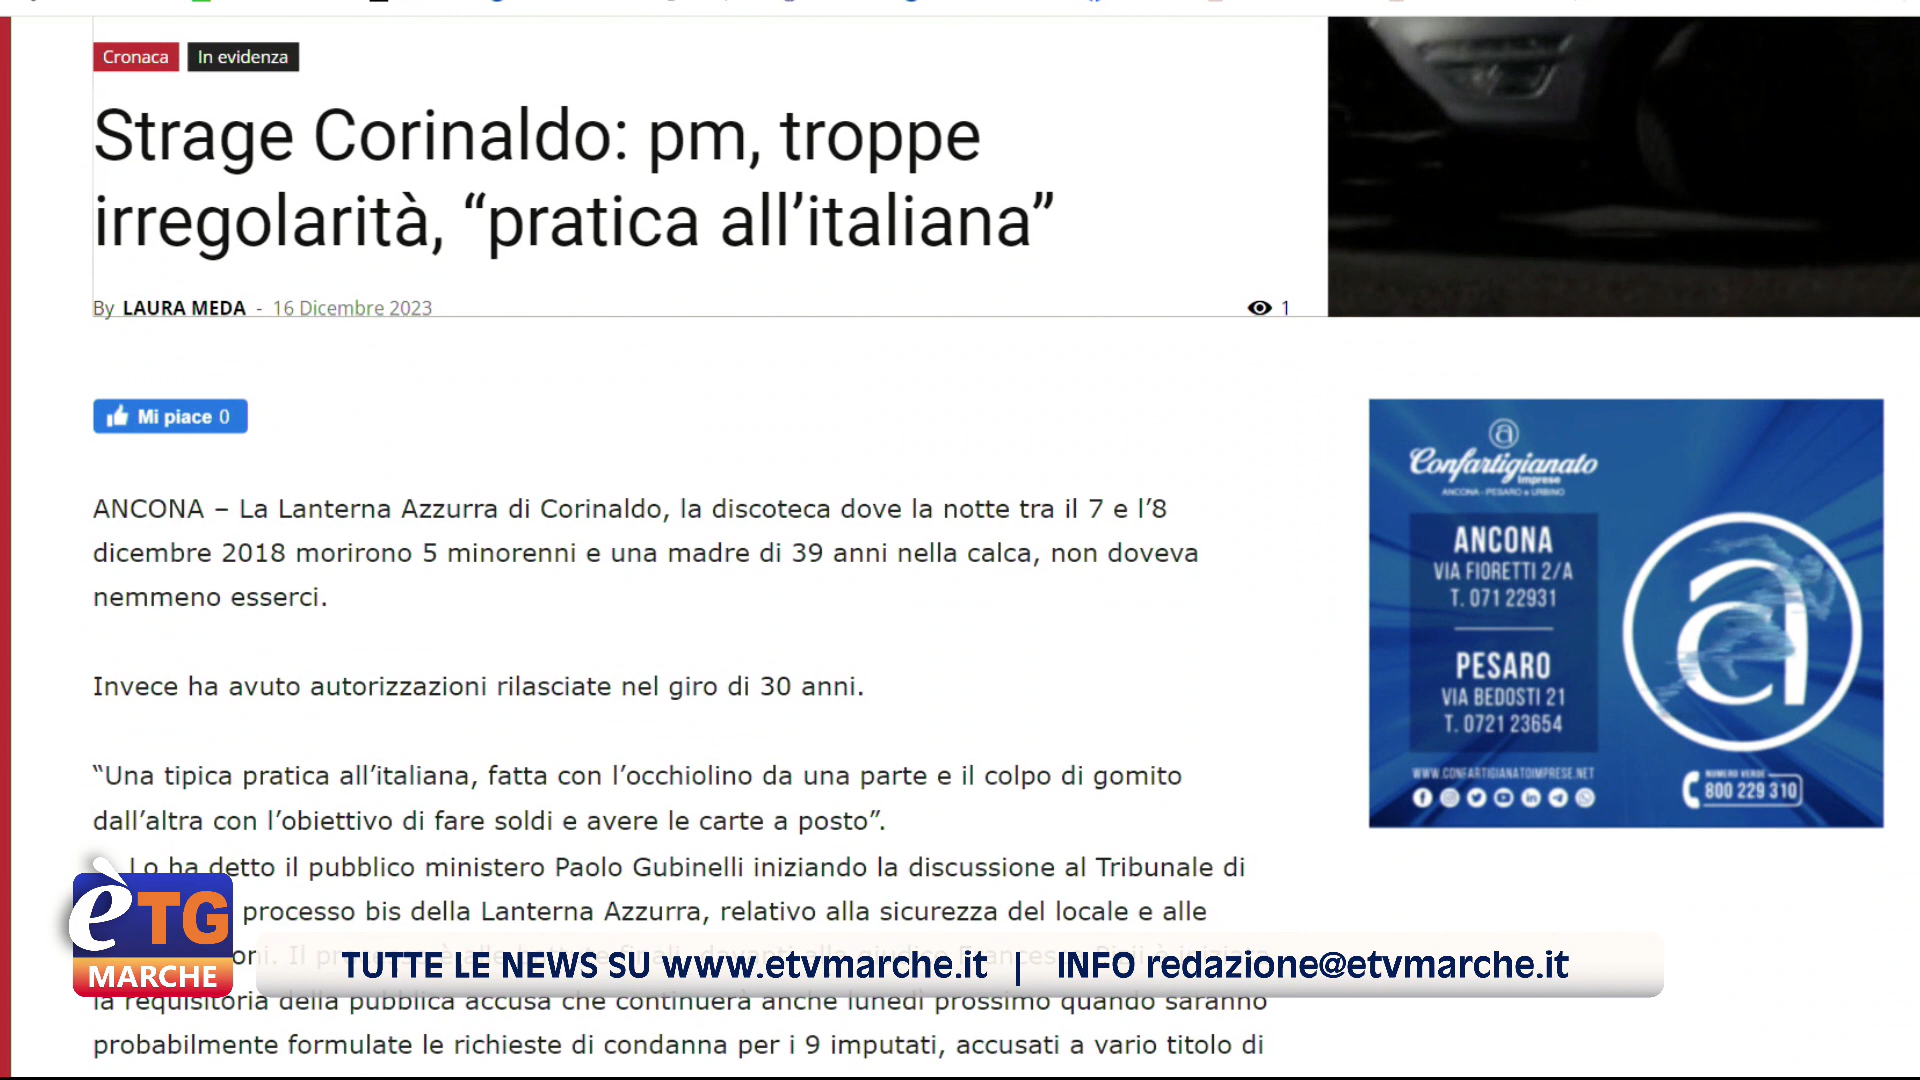 Cronaca
In evidenza
Strage Corinaldo: pm, troppe
irregolarità, “pratica all’italiana”
By LAURA MEDA - 16 Dicembre 2023
1
Mi piace 0
ANCONA – La Lanterna Azzurra di Corinaldo, la discoteca dove la notte tra il 7 e l’8
dicembre 2018 morirono 5 minorenni e una madre di 39 anni nella calca, non doveva
nemmeno esserci.
Invece ha avuto autorizzazioni rilasciate nel giro di 30 anni.
“Una tipica pratica all’italiana, fatta con l’occhiolino da una parte e il colpo di gomito
dall’altra con l’obiettivo di fare soldi e avere le carte a posto”.
Lo ha detto il pubblico ministero Paolo Gubinelli iniziando la discussione al Tribunale di
processo bis della Lanterna Azzurra, relativo alla sicurezza del locale e alle
la requisitoria della pubblica accusa che continuerà anche lunedì prossimo quando saranno
probabilmente formulate le richieste di condanna per i 9 imputati, accusati a vario titolo di
Confartigianato
Imprese
ANCONA - PESARO e URBINO
ANCONA
VIA FIORETTI 2/A
T. 071 22931
PESARO
VIA BEDOSTI 21
T. 0721 23654
WWW.CONFARTIGIANATOIMPRESE.NET
NUMERO VERDE
800 229 310
è TG
MARCHE
TUTTE LE NEWS SU www.etvmarche.it | INFO redazione@etvmarche.it